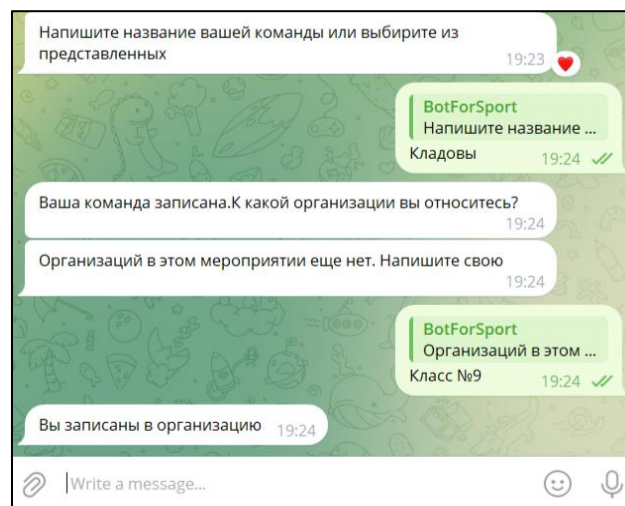 Напишите название вашей команды или выбирите из
представленных
19:23
BotForSport
Напишите название ...
Кладовы
19:24
Ваша команда записана.К какой организации вы относитесь?
19:24
Организаций в этом мероприятии еще нет. Напишите свою
19:24
BotForSport
Организаций в этом ...
Класс №9
19:24
Вы записаны в организацию 19:24
Write a message...